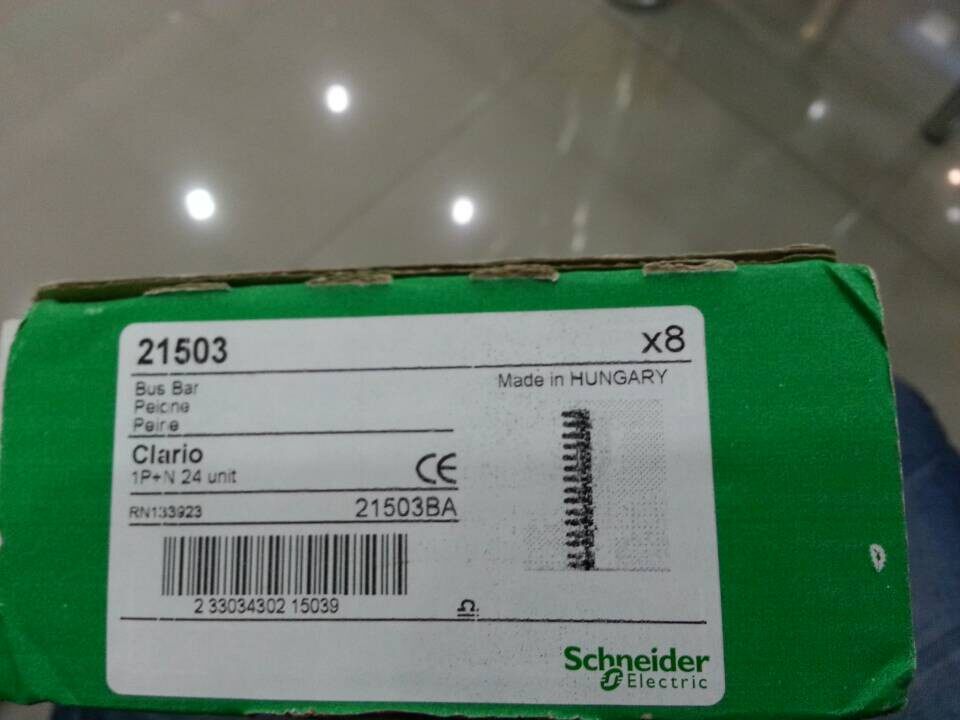 21503
x8
Bus Bar
Made in HUNGARY
Peigne
Peine
Clario
1P+N 24 unit
CE
RN133923
21503BA
2 33034302 15039
Schneider
Electric